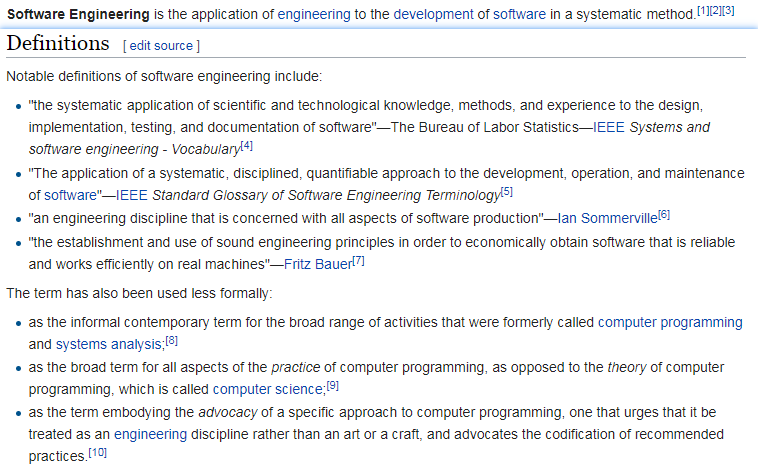 Software Engineering is the application of engineering to the development of software in a systematic method.[1][2][3]
Definitions [ edit source ]
Notable definitions of software engineering include:
• "the systematic application of scientific and technological knowledge, methods, and experience to the design,
implementation, testing, and documentation of software"—The Bureau of Labor Statistics—IEEE Systems and
software engineering - Vocabulary[4]
• "The application of a systematic, disciplined, quantifiable approach to the development, operation, and maintenance
of software"—IEEE Standard Glossary of Software Engineering Terminology[5]
• "an engineering discipline that is concerned with all aspects of software production"—Ian Sommerville[6]
• "the establishment and use of sound engineering principles in order to economically obtain software that is reliable
and works efficiently on real machines"—Fritz Bauer[7]
The term has also been used less formally:
• as the informal contemporary term for the broad range of activities that were formerly called computer programming
and systems analysis;[8]
• as the broad term for all aspects of the practice of computer programming, as opposed to the theory of computer
programming, which is called computer science;[9]
• as the term embodying the advocacy of a specific approach to computer programming, one that urges that it be
treated as an engineering discipline rather than an art or a craft, and advocates the codification of recommended
practices.[10]